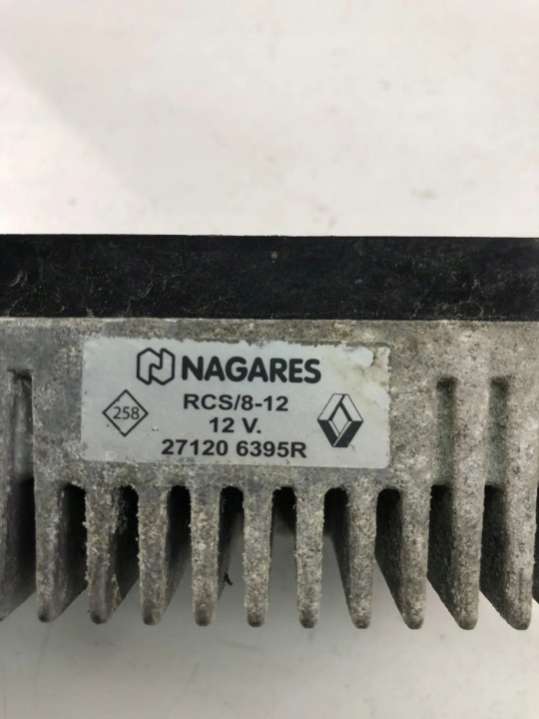 NAGARES
RCS/8-12
258
12 V.
27120 6395R